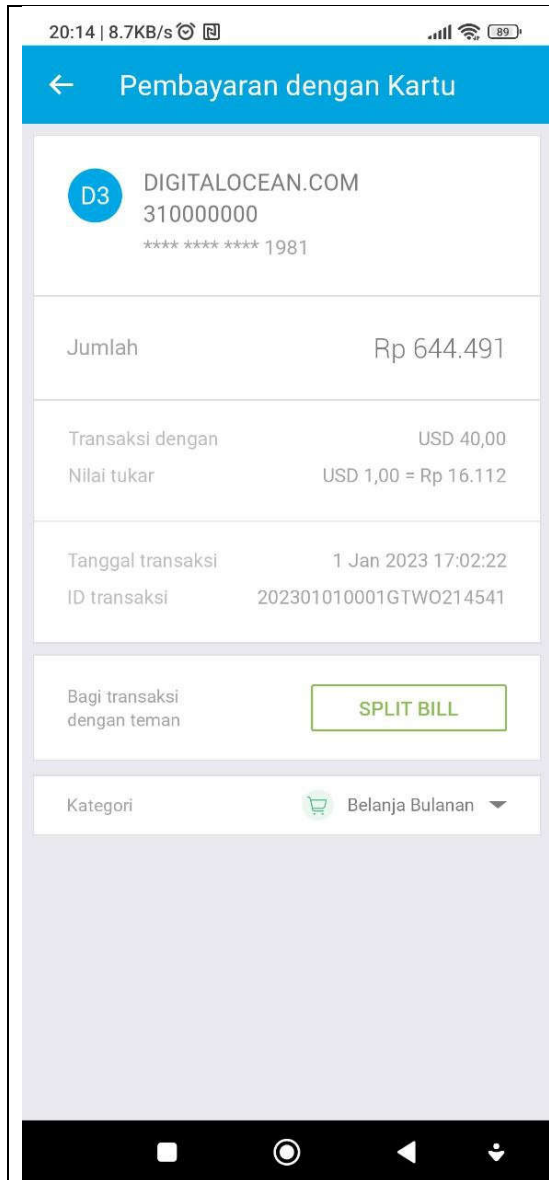 20:14 | 8.7KB/s
89
Pembayaran dengan Kartu
D3
DIGITALOCEAN.COM
310000000
**** **** **** 1981
Jumlah Rp 644.491
Transaksi dengan USD 40,00
Nilai tukar USD 1,00 = Rp 16.112
Tanggal transaksi 1 Jan 2023 17:02:22
ID transaksi 202301010001GTWO214541
Bagi transaksi
dengan teman
SPLIT BILL
Kategori Belanja Bulanan